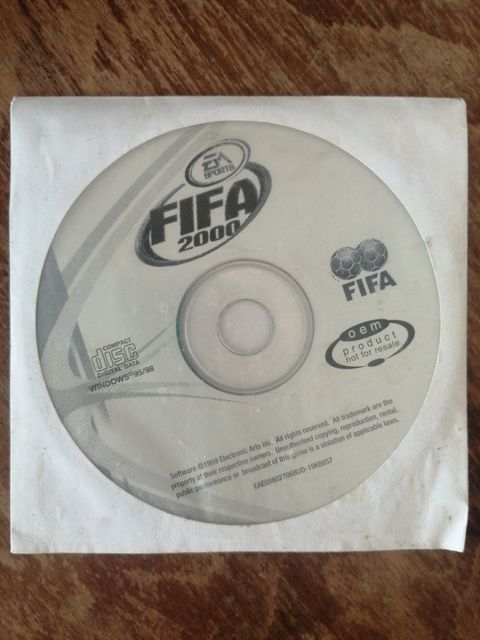 EA
SPORTS
FIFA
2000
FIFA
oem
product
not for resale
COMPACT
disc
DIGITAL DATA
WINDOWS®95/98
Software ©1999 Electronic Arts Inc. All rights reserved. All trademark are the
property of their respective owners. Unauthorised copying, reproduction, rental,
public performance or broadcast of this game is a violation of applicable laws.